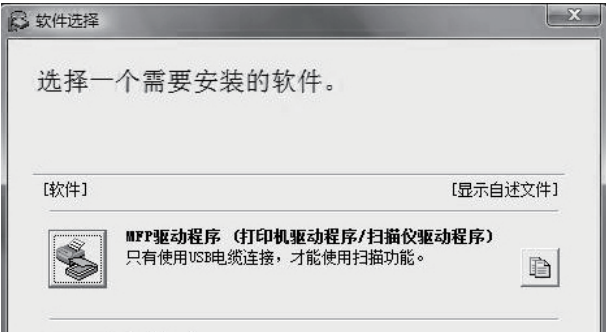 软件选择
选择一个需要安装的软件。
[软件] [显示自述文件]
MFP驱动程序 (打印机驱动程序/扫描仪驱动程序)
只有使用USB电缆连接，才能使用扫描功能。